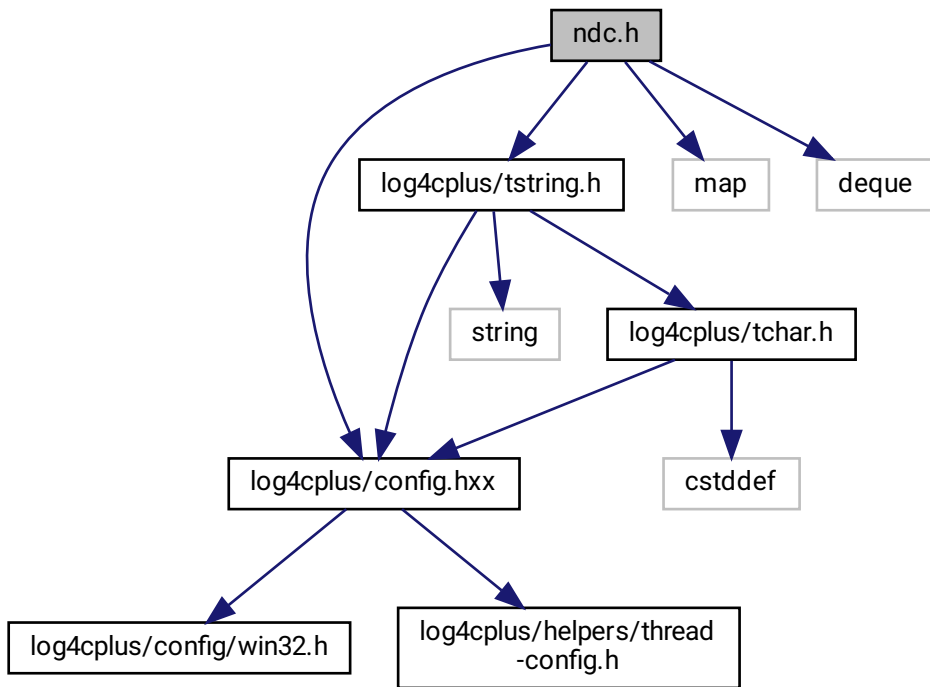 ndc.h
log4cplus/tstring.h
map
deque
string
log4cplus/tchar.h
log4cplus/config.hxx
cstddef
log4cplus/config/win32.h
log4cplus/helpers/thread
-config.h